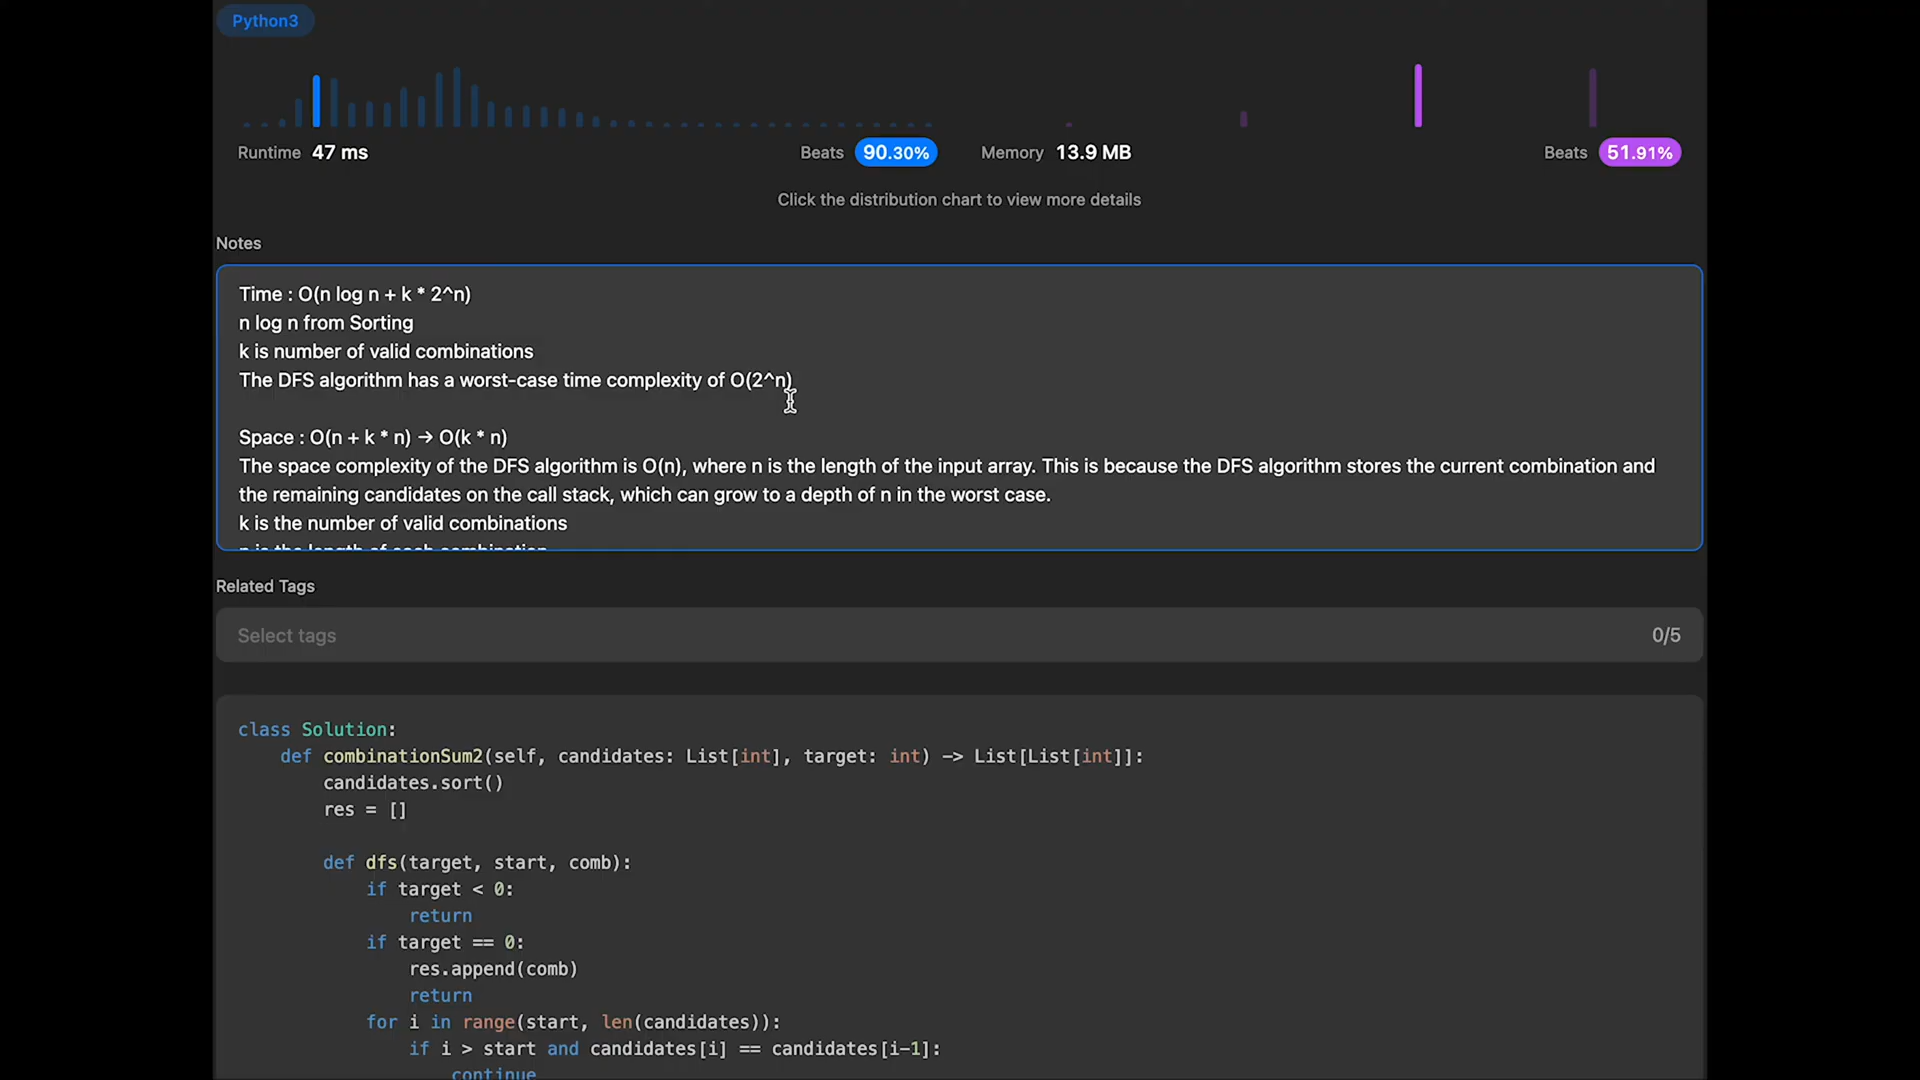 Python3
Runtime 47 ms Beats 90.30% Memory 13.9 MB Beats 51.91%
Click the distribution chart to view more details
Notes
Time : O(n log n + k * 2^n)
n log n from Sorting
k is number of valid combinations
The DFS algorithm has a worst-case time complexity of O(2^n)
Space : O(n + k * n) → O(k * n)
The space complexity of the DFS algorithm is O(n), where n is the length of the input array. This is because the DFS algorithm stores the current combination and
the remaining candidates on the call stack, which can grow to a depth of n in the worst case.
k is the number of valid combinations
n is the length of each combination
Related Tags
Select tags 0/5
class Solution:
    def combinationSum2(self, candidates: List[int], target: int) -> List[List[int]]:
        candidates.sort()
        res = []
        def dfs(target, start, comb):
            if target < 0:
                return
            if target == 0:
                res.append(comb)
                return
            for i in range(start, len(candidates)):
                if i > start and candidates[i] == candidates[i-1]:
                    continue